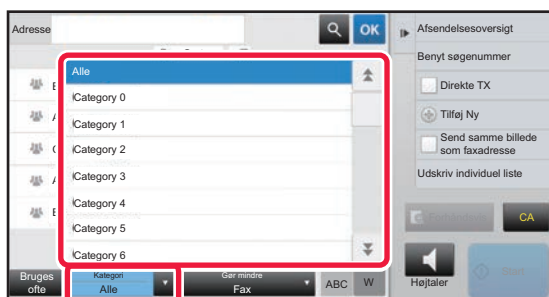 Adresse
OK
Alle
Category 0
Category 1
Category 2
Category 3
Category 4
Category 5
Category 6
Bruges
ofte
Kategori
Alle
Gør mindre
Fax
ABC
W
Afsendelsesoversigt
Benyt søgenummer
Direkte TX
Tilføj Ny
Send samme billede
som faxadresse
Udskriv individuel liste
CA
Højtaler
Start